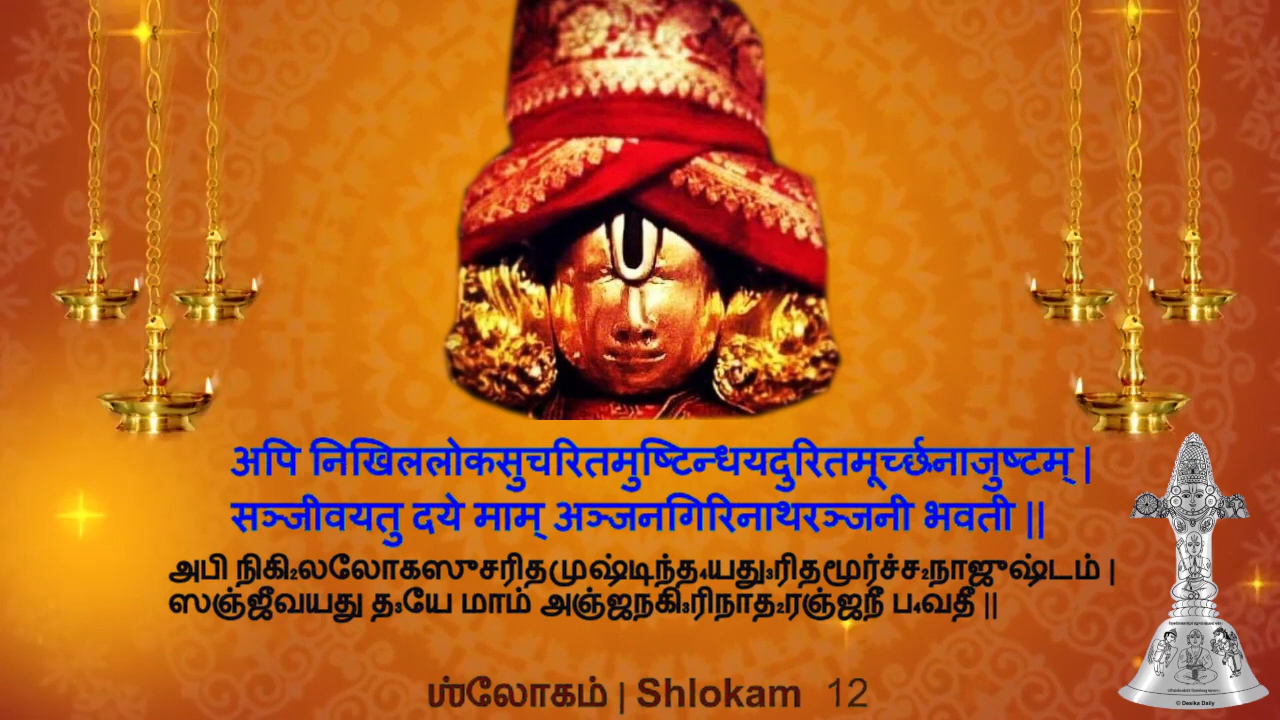 अपि निखिललोकसुचरितमुष्टिन्धयदुरितमूर्च्छनाजुष्टम् |
सञ्जीवयतु दये माम् अञ्जनगिरिनाथरञ्जनी भवती ||
அபி நிகி₂லலோகஸுசரிதமுஷ்டிந்த₄யது₃ரிதமூர்ச்ச₂நாஜுஷ்டம் |
ஸஞ்ஜீவயது த₃யே மாம் அஞ்ஜநகி₃ரிநாத₂ரஞ்ஜநீ ப₄வதீ ||
ஶ்லோகம் | Shlokam 12
© Desika Daily